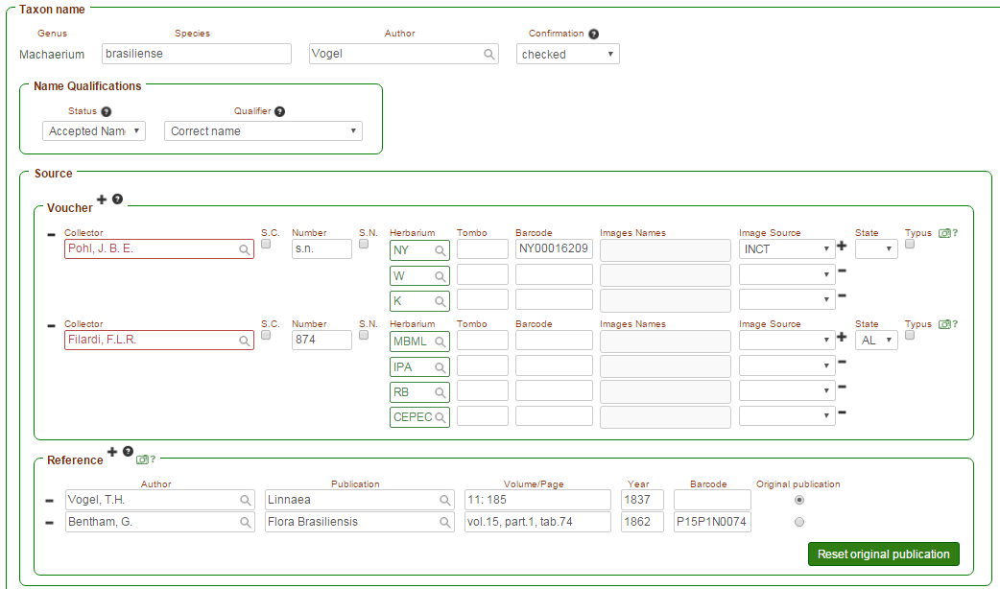 Taxon name
Genus Species Author Confirmation ?
Machaerium brasiliense Vogel checked
Name Qualifications
Status ? Qualifier ?
Accepted Nam Correct name
Source
Voucher + ?
Collector S.C. Number S.N. Herbarium Tombo Barcode Images Names Image Source State Typus ?
Pohl, J. B. E. s.n. NY NY00016209 INCT
W
K
Collector S.C. Number S.N. Herbarium Tombo Barcode Images Names Image Source State Typus ?
Filardi, F.L.R. 874 MBML AL
IPA
RB
CEPEC
Reference + ? ?
Author Publication Volume/Page Year Barcode Original publication
Vogel, T.H. Linnaea 11: 185 1837
Bentham, G. Flora Brasiliensis vol.15, part.1, tab.74 1862 P15P1N0074
Reset original publication